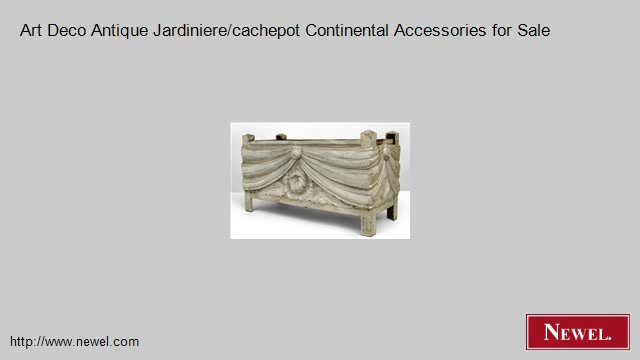 Art Deco Antique Jardiniere/cachepot Continental Accessories for Sale
http://www.newel.com
NEWEL.